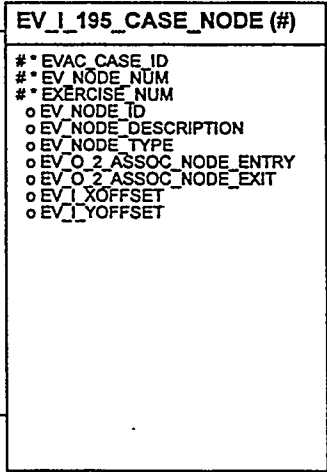 EV_I_195_CASE_NODE (#)
# * EVAC_CASE_ID
# * EV_NODE_NUM
# * EXERCISE_NUM
o EV_NODE_ID
o EV_NODE_DESCRIPTION
o EV_NODE_TYPE
o EV_O_2_ASSOC_NODE_ENTRY
o EV_O_2_ASSOC_NODE_EXIT
o EV_I_XOFFSET
o EV_I_YOFFSET